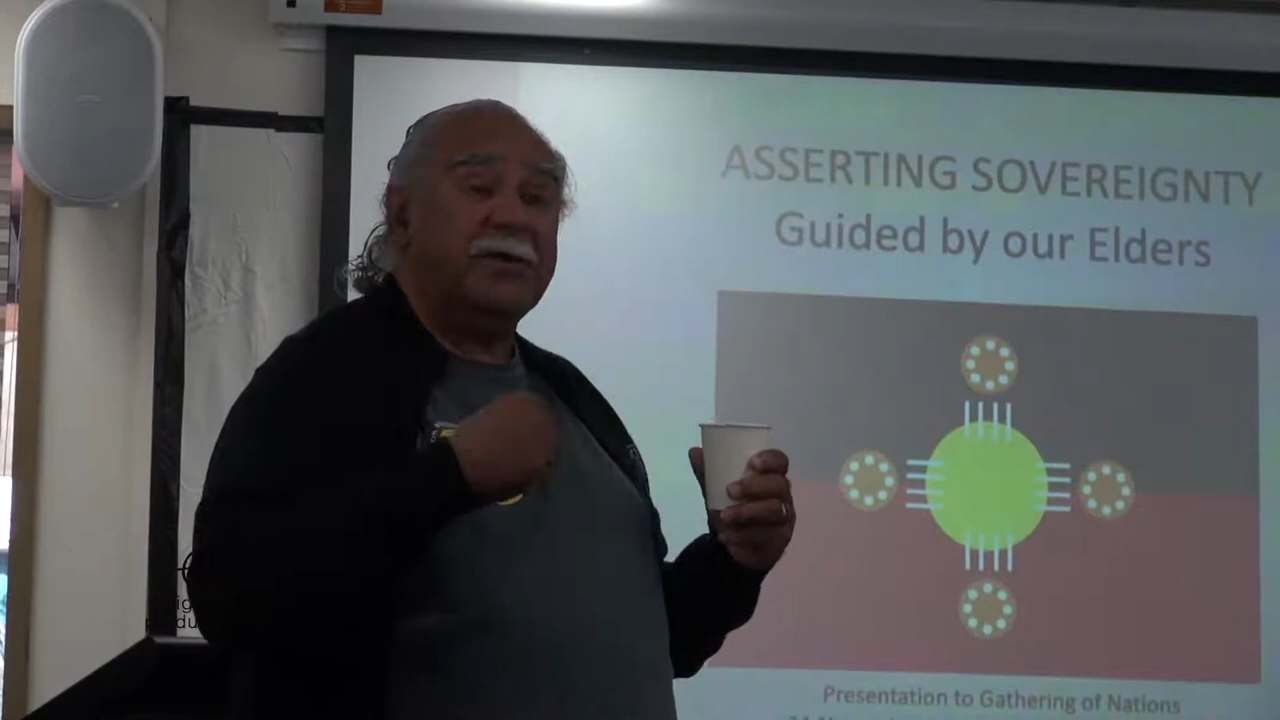 ASSERTING SOVEREIGNTY
Guided by our Elders
Presentation to Gathering of Nations